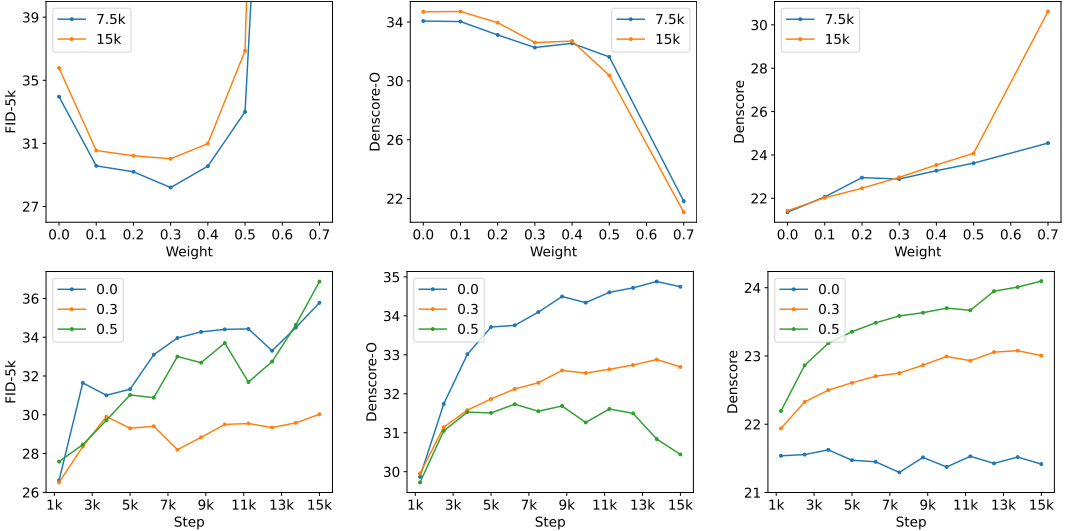 39
35
31
27
FID-5k
7.5k
15k
0.0 0.1 0.2 0.3 0.4 0.5 0.6 0.7
Weight
34
30
26
22
Denscore-O
7.5k
15k
0.0 0.1 0.2 0.3 0.4 0.5 0.6 0.7
Weight
30
28
26
24
22
Denscore
7.5k
15k
0.0 0.1 0.2 0.3 0.4 0.5 0.6 0.7
Weight
36
34
32
30
28
26
FID-5k
0.0
0.3
0.5
1k 3k 5k 7k 9k 11k 13k 15k
Step
35
34
33
32
31
30
Denscore-O
0.0
0.3
0.5
1k 3k 5k 7k 9k 11k 13k 15k
Step
24
23
22
21
Denscore
0.0
0.3
0.5
1k 3k 5k 7k 9k 11k 13k 15k
Step